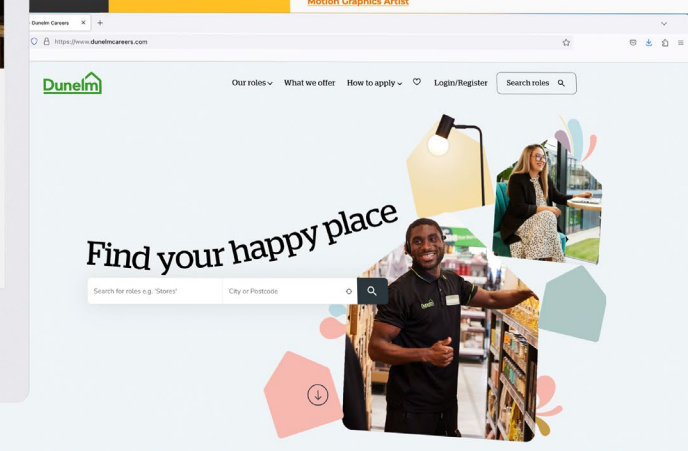 Motion Graphics Artist
Dunelm Careers
https://www.dunelmcareers.com
Dunelm
Our roles What we offer How to apply Login/Register Search roles
Find your happy place
Search for roles e.g. 'Stores' City or Postcode